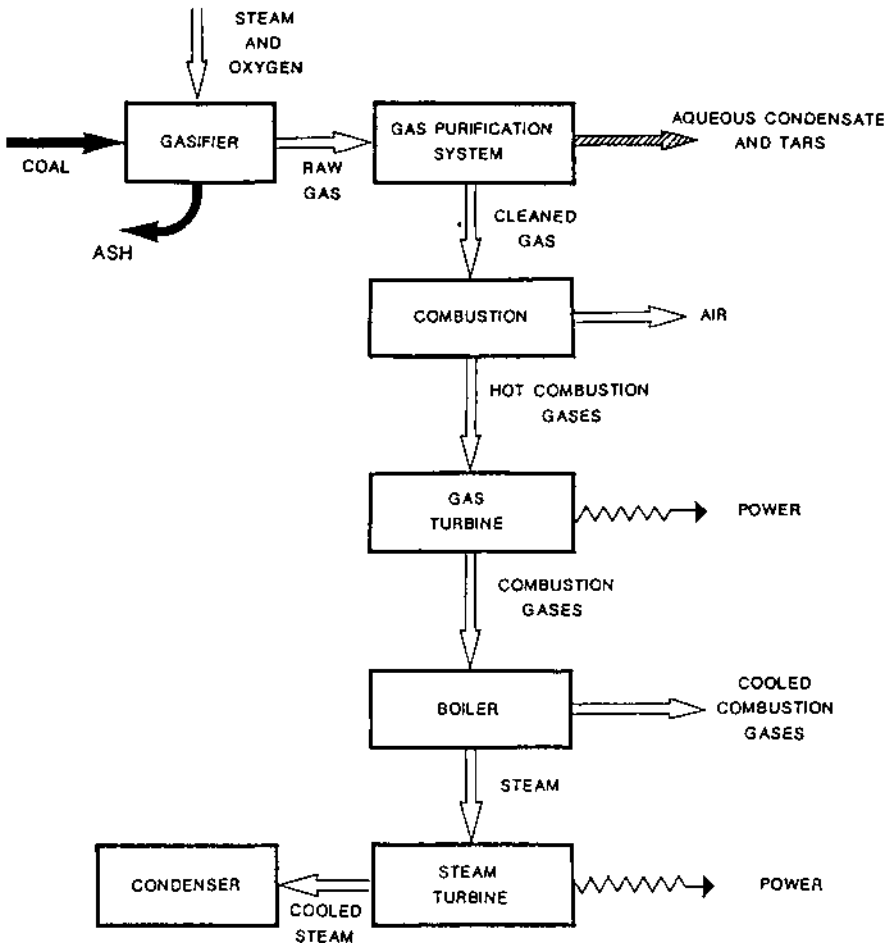 STEAM
AND
OXYGEN
COAL
GASIFIER
ASH
RAW
GAS
GAS PURIFICATION
SYSTEM
AQUEOUS CONDENSATE
AND TARS
CLEANED
GAS
COMBUSTION
AIR
HOT COMBUSTION
GASES
GAS
TURBINE
POWER
COMBUSTION
GASES
BOILER
COOLED
COMBUSTION
GASES
STEAM
CONDENSER
COOLED
STEAM
STEAM
TURBINE
POWER